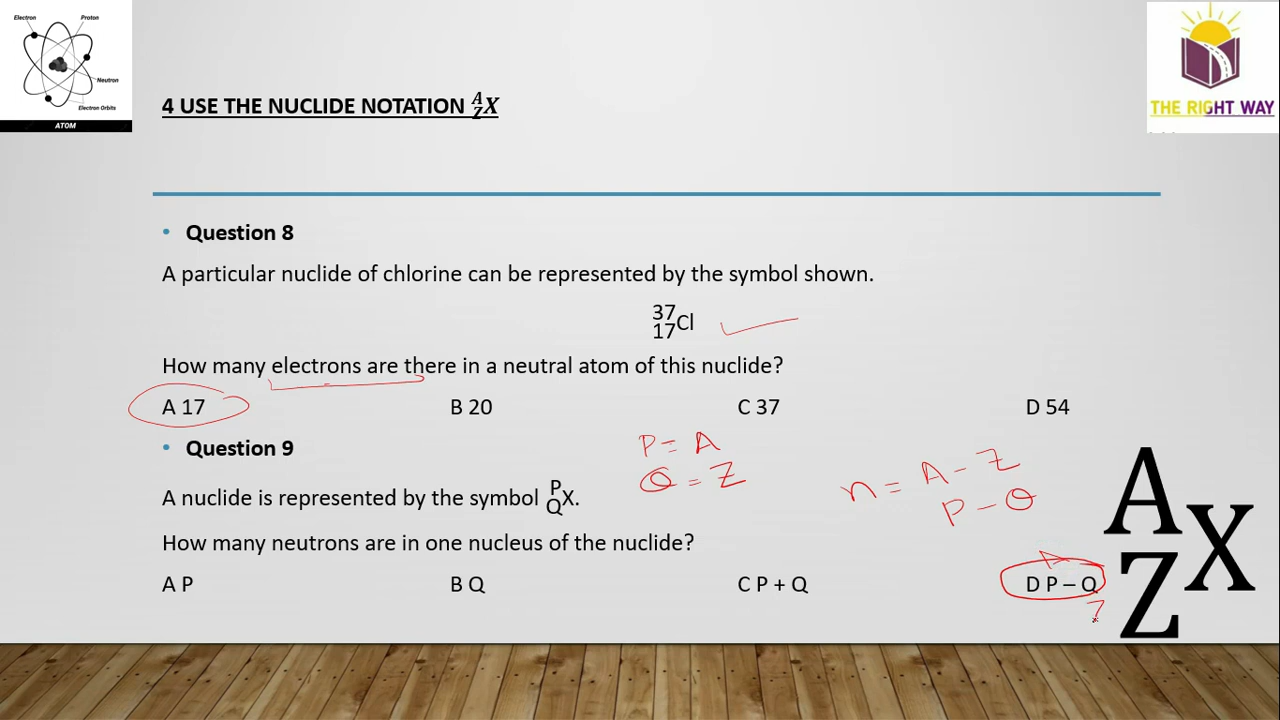 Electron Proton
Neutron
Electron Orbits
ATOM
4 USE THE NUCLIDE NOTATION A Z X
THE RIGHT WAY
• Question 8
A particular nuclide of chlorine can be represented by the symbol shown.
37
17 Cl
How many electrons are there in a neutral atom of this nuclide?
A 17 B 20 C 37 D 54
• Question 9
P = A
Q = Z
n = A - Z
P - Q
A nuclide is represented by the symbol P Q X.
How many neutrons are in one nucleus of the nuclide?
A P B Q C P + Q D P – Q
A
Z X